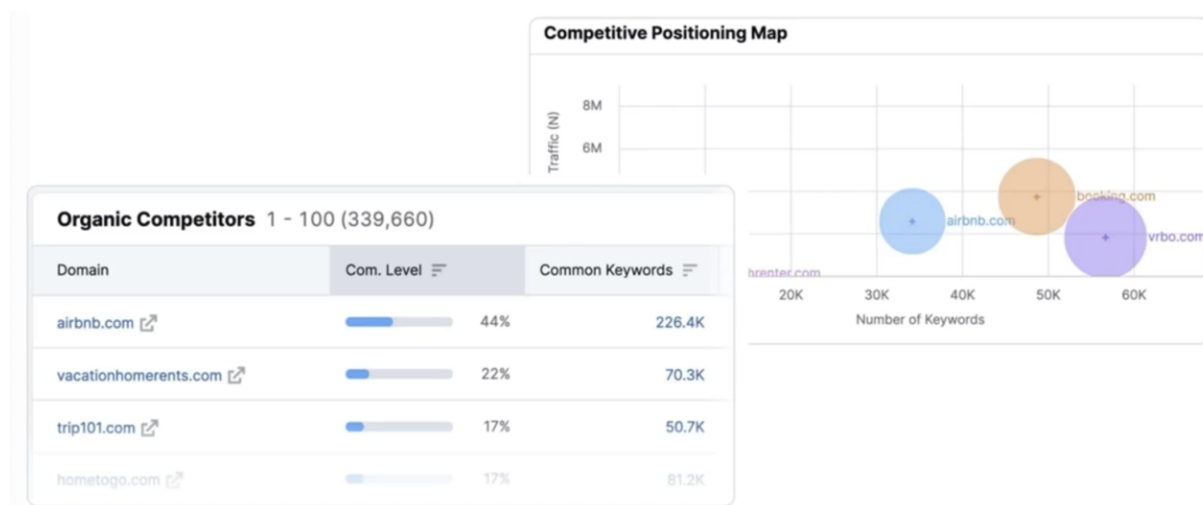 Competitive Positioning Map
Traffic (N)
8M
6M
booking.com
airbnb.com
vrbo.com
hrenter.com
20K 30K 40K 50K 60K
Number of Keywords
Organic Competitors 1 - 100 (339,660)
Domain Com. Level Common Keywords
airbnb.com 44% 226.4K
vacationhomerents.com 22% 70.3K
trip101.com 17% 50.7K
hometogo.com 17% 81.2K